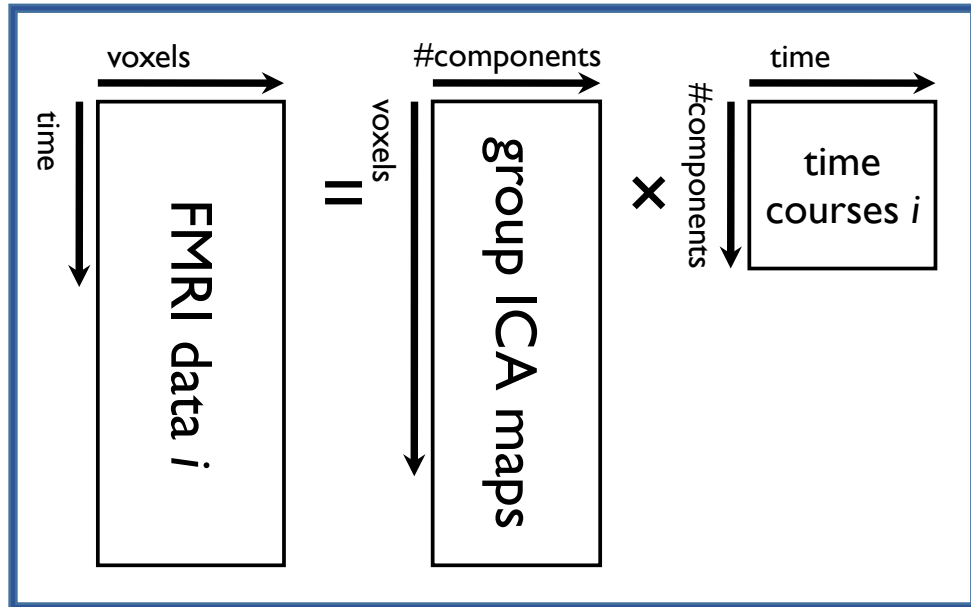 voxels
time
FMRI data i
=
#components
voxels
group ICA maps
×
time
#components
time
courses i